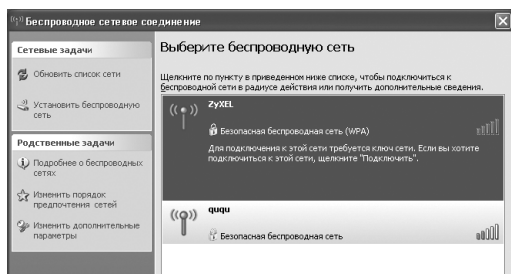 Беспроводное сетевое соединение
Сетевые задачи
Обновить список сети
Установить беспроводную
сеть
Родственные задачи
Подробнее о беспроводных
сетях
Изменить порядок
предпочтения сетей
Изменить дополнительные
параметры
Выберите беспроводную сеть
Щелкните по пункту в приведенном ниже списке, чтобы подключиться к
беспроводной сети в радиусе действия или получить дополнительные сведения.
ZyXEL
Безопасная беспроводная сеть (WPA)
Для подключения к этой сети требуется ключ сети. Если вы хотите
подключиться к этой сети, щелкните "Подключить".
ququ
Безопасная беспроводная сеть